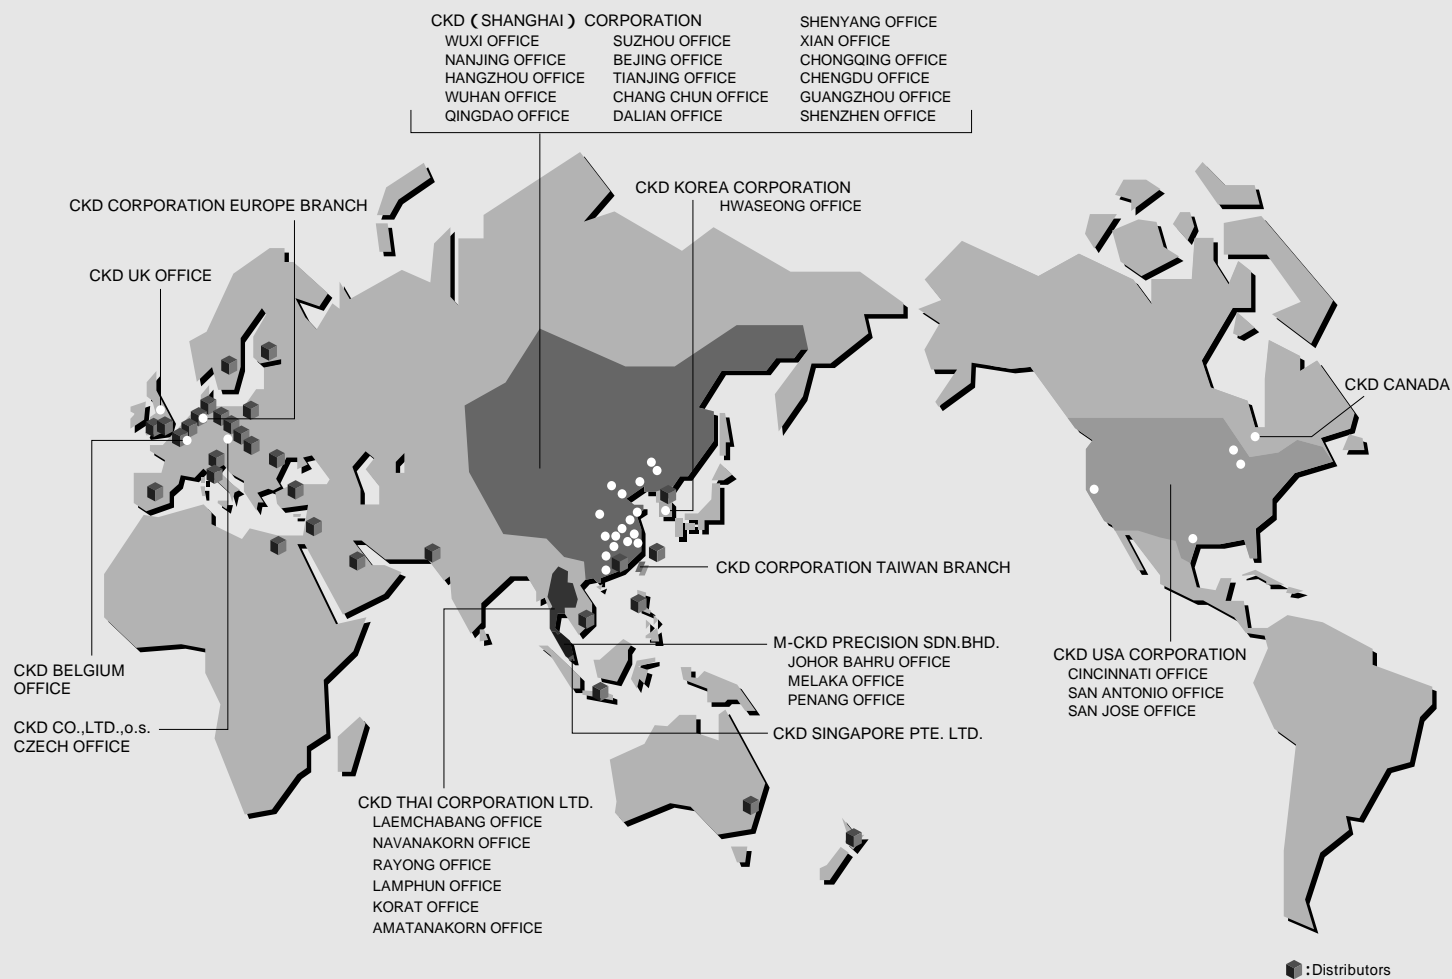 CKD (SHANGHAI) CORPORATION
WUXI OFFICE
NANJING OFFICE
HANGZHOU OFFICE
WUHAN OFFICE
QINGDAO OFFICE
SUZHOU OFFICE
BEJING OFFICE
TIANJING OFFICE
CHANG CHUN OFFICE
DALIAN OFFICE
SHENYANG OFFICE
XIAN OFFICE
CHONGQING OFFICE
CHENGDU OFFICE
GUANGZHOU OFFICE
SHENZHEN OFFICE
CKD KOREA CORPORATION
HWASEONG OFFICE
CKD CORPORATION EUROPE BRANCH
CKD UK OFFICE
CKD CANADA
CKD CORPORATION TAIWAN BRANCH
M-CKD PRECISION SDN.BHD.
JOHOR BAHRU OFFICE
MELAKA OFFICE
PENANG OFFICE
CKD SINGAPORE PTE. LTD.
CKD USA CORPORATION
CINCINNATI OFFICE
SAN ANTONIO OFFICE
SAN JOSE OFFICE
CKD BELGIUM
OFFICE
CKD CO.,LTD.,o.s.
CZECH OFFICE
CKD THAI CORPORATION LTD.
LAEMCHABANG OFFICE
NAVANAKORN OFFICE
RAYONG OFFICE
LAMPHUN OFFICE
KORAT OFFICE
AMATANAKORN OFFICE
:Distributors